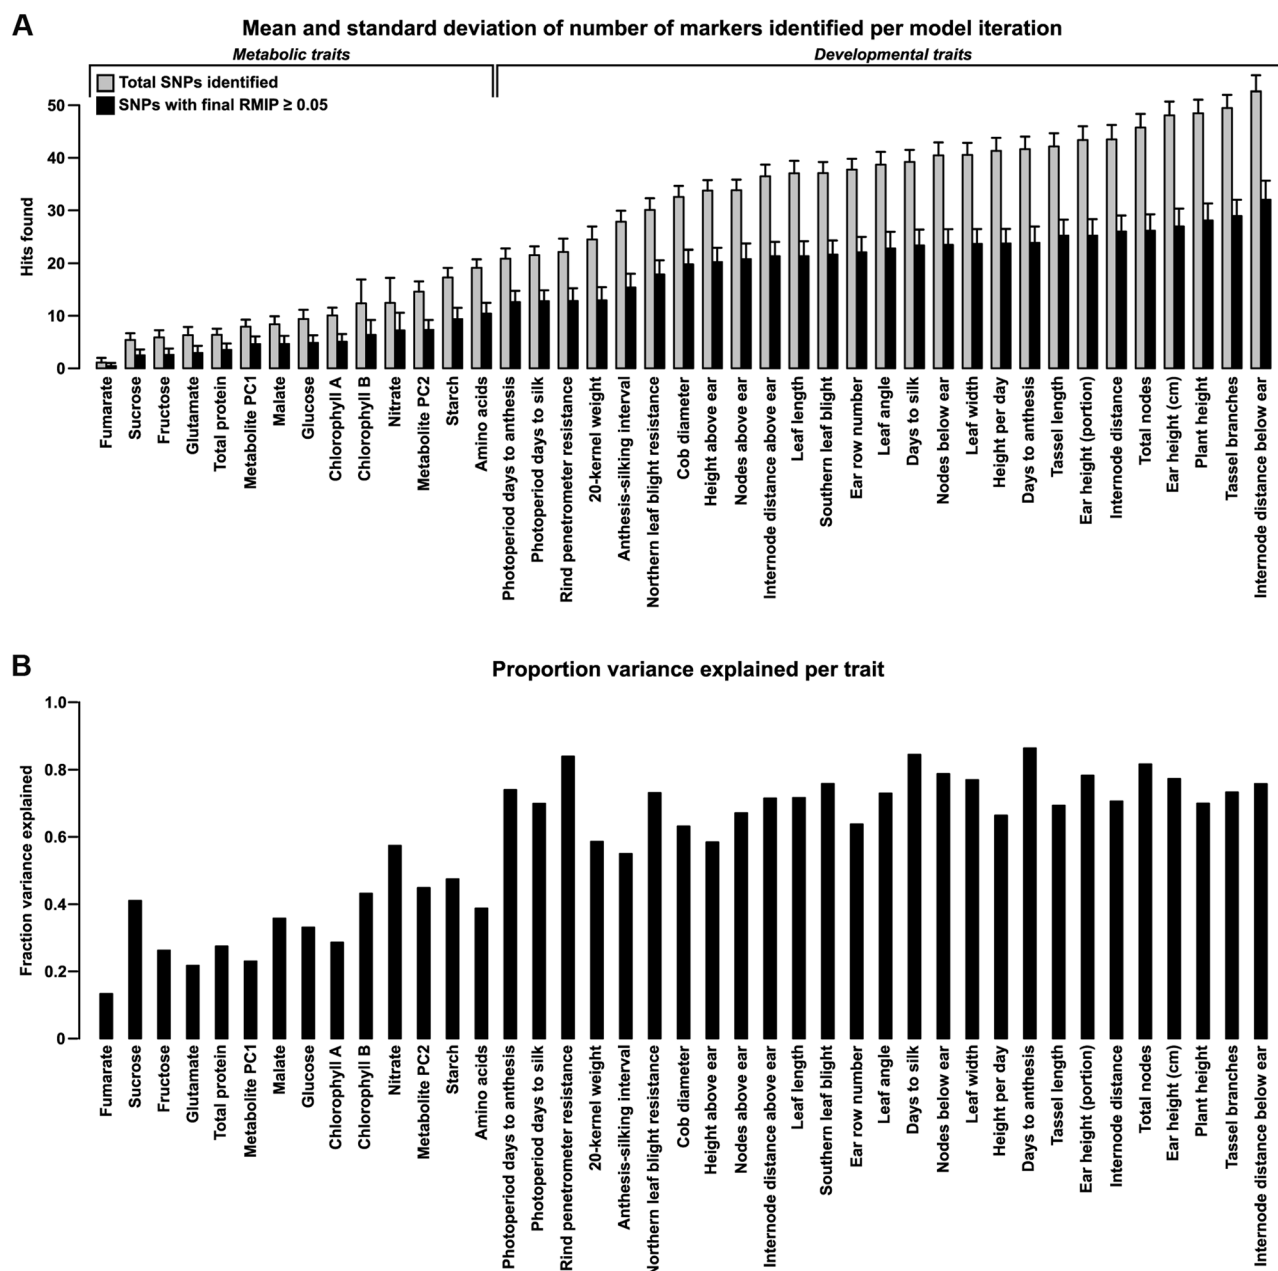 A
Mean and standard deviation of number of markers identified per model iteration
Metabolic traits
Developmental traits
Total SNPs identified
SNPs with final RMIP ≥ 0.05
Hits found
50
40
30
20
10
0
Fumarate
Sucrose
Fructose
Glutamate
Total protein
Metabolite PC1
Malate
Glucose
Chlorophyll A
Chlorophyll B
Nitrate
Metabolite PC2
Starch
Amino acids
Photoperiod days to anthesis
Photoperiod days to silk
Rind penetrometer resistance
20-kernel weight
Anthesis-silking interval
Northern leaf blight resistance
Cob diameter
Height above ear
Nodes above ear
Internode distance above ear
Leaf length
Southern leaf blight
Ear row number
Leaf angle
Days to silk
Nodes below ear
Leaf width
Height per day
Days to anthesis
Tassel length
Ear height (portion)
Internode distance
Total nodes
Ear height (cm)
Plant height
Tassel branches
Internode distance below ear
B
Proportion variance explained per trait
Fraction variance explained
1.0
0.8
0.6
0.4
0.2
0
Fumarate
Sucrose
Fructose
Glutamate
Total protein
Metabolite PC1
Malate
Glucose
Chlorophyll A
Chlorophyll B
Nitrate
Metabolite PC2
Starch
Amino acids
Photoperiod days to anthesis
Photoperiod days to silk
Rind penetrometer resistance
20-kernel weight
Anthesis-silking interval
Northern leaf blight resistance
Cob diameter
Height above ear
Nodes above ear
Internode distance above ear
Leaf length
Southern leaf blight
Ear row number
Leaf angle
Days to silk
Nodes below ear
Leaf width
Height per day
Days to anthesis
Tassel length
Ear height (portion)
Internode distance
Total nodes
Ear height (cm)
Plant height
Tassel branches
Internode distance below ear